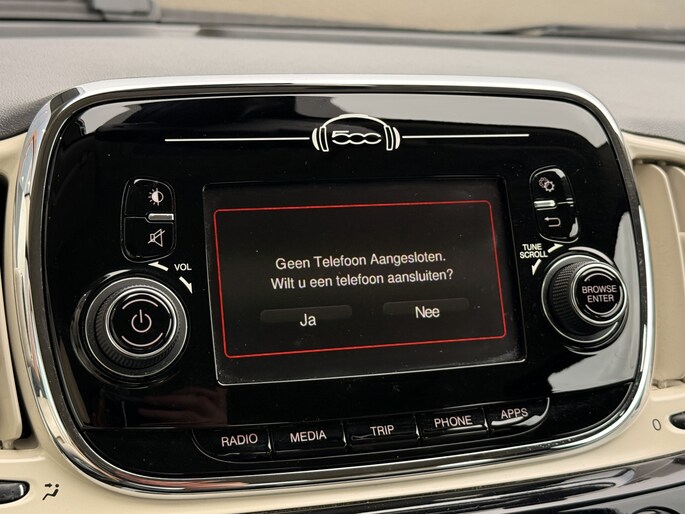 500
VOL
TUNE
SCROLL
BROWSE
ENTER
Geen Telefoon Aangesloten.
Wilt u een telefoon aansluiten?
Ja
Nee
RADIO
MEDIA
TRIP
PHONE
APPS
0